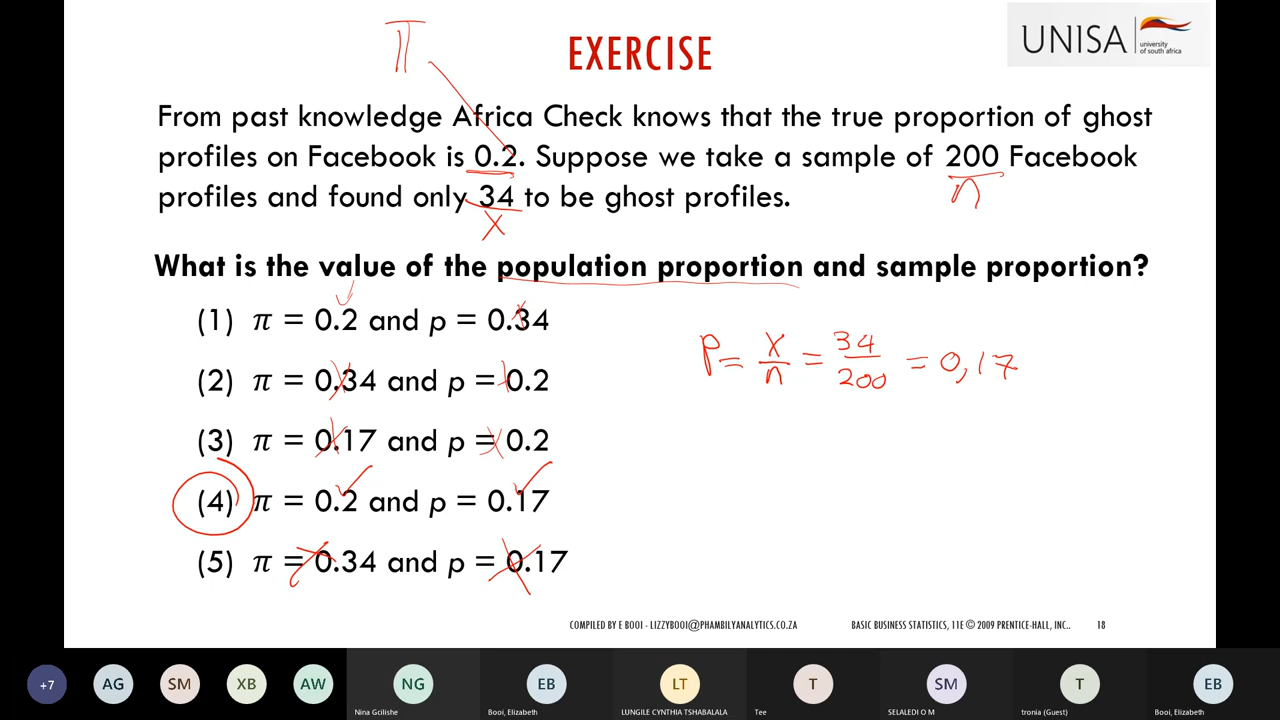 π
EXERCISE
UNISA university of south africa
From past knowledge Africa Check knows that the true proportion of ghost
profiles on Facebook is 0.2. Suppose we take a sample of 200 Facebook
n
profiles and found only 34 to be ghost profiles.
x
What is the value of the population proportion and sample proportion?
(1) π = 0.2 and p = 0.34
(2) π = 0.34 and p = 0.2
P = x/n = 34/200 = 0,17
(3) π = 0.17 and p = 0.2
(4) π = 0.2 and p = 0.17
(5) π = 0.34 and p = 0.17
COMPILED BY E BOOI - LIZZYBOOI@PHAMBILYANALYTICS.CO.ZA BASIC BUSINESS STATISTICS, 11E © 2009 PRENTICE-HALL, INC.. 18
+7 AG SM XB AW NG EB LT T SM T EB
Nina Gcilishe Booi, Elizabeth LUNGILE CYNTHIA TSHABALALA Tee SELALEDI O M tronia (Guest) Booi, Elizabeth